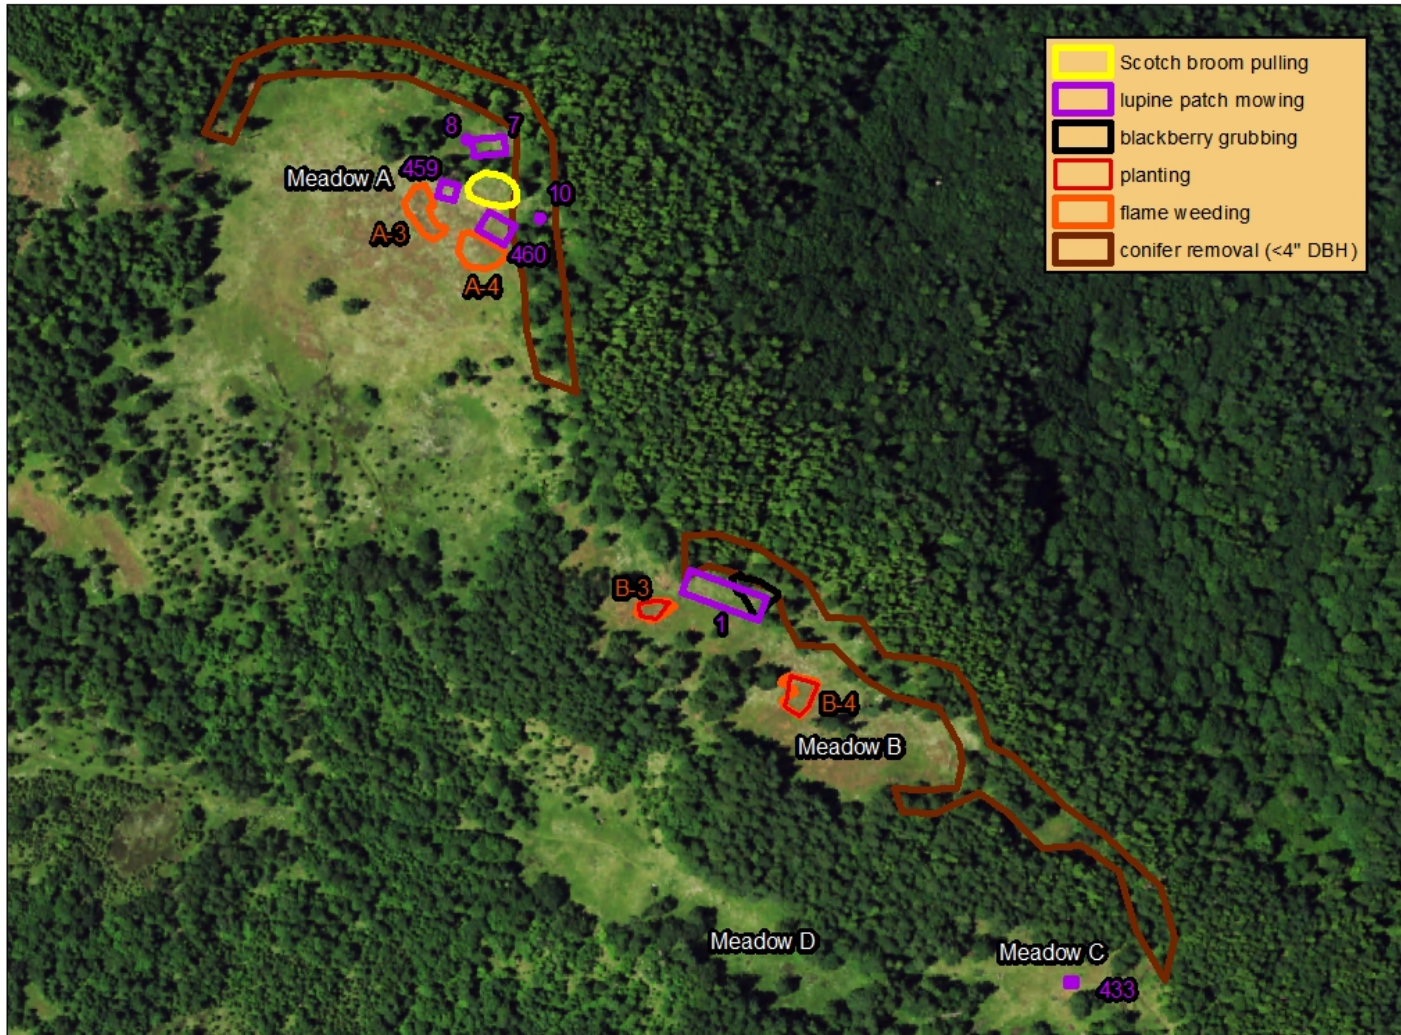 Scotch broom pulling
lupine patch mowing
blackberry grubbing
planting
flame weeding
conifer removal (<4" DBH)
8 7
459
Meadow A
10
A-3
460
A-4
B-3
1
B-4
Meadow B
Meadow D
Meadow C
433